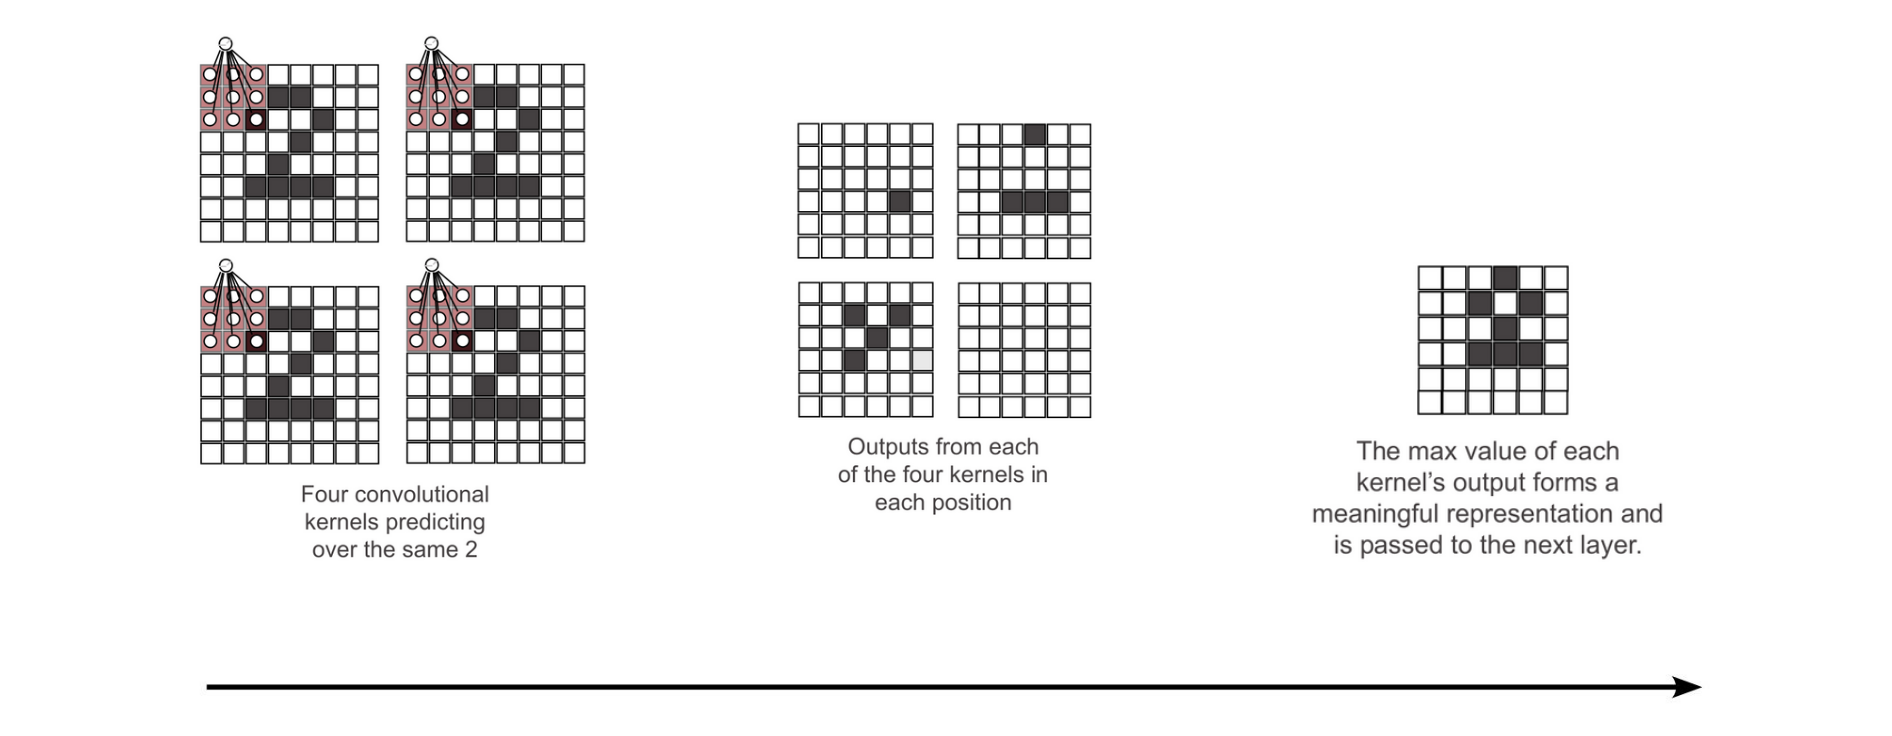 Four convolutional
kernels predicting
over the same 2
Outputs from each
of the four kernels in
each position
The max value of each
kernel’s output forms a
meaningful representation and
is passed to the next layer.